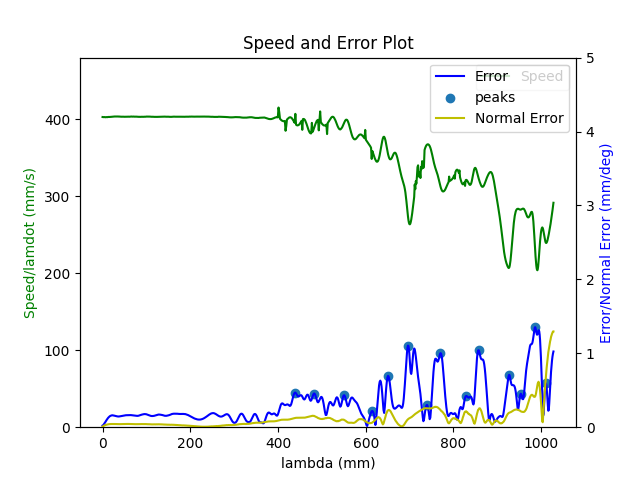 Speed and Error Plot
Speed/lamdot (mm/s)
400
300
200
100
0
Error
Speed
peaks
Normal Error
5
4
3
2
1
0
Error/Normal Error (mm/deg)
0 200 400 600 800 1000
lambda (mm)